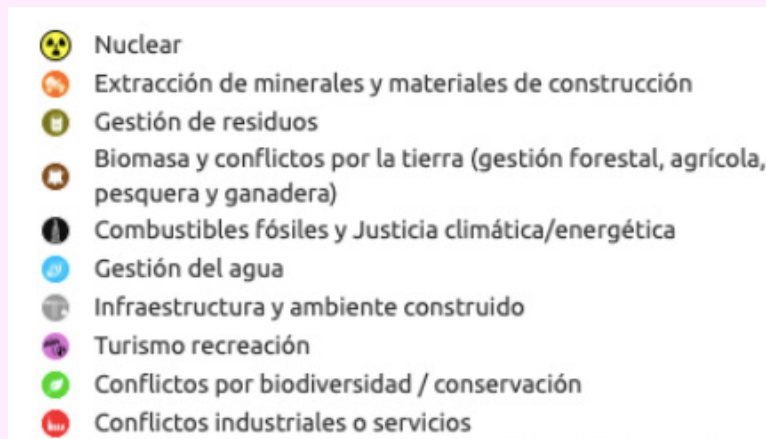 Nuclear
Extracción de minerales y materiales de construcción
Gestión de residuos
Biomasa y conflictos por la tierra (gestión forestal, agrícola,
pesquera y ganadera)
Combustibles fósiles y Justicia climática/energética
Gestión del agua
Infraestructura y ambiente construido
Turismo recreación
Conflictos por biodiversidad / conservación
Conflictos industriales o servicios